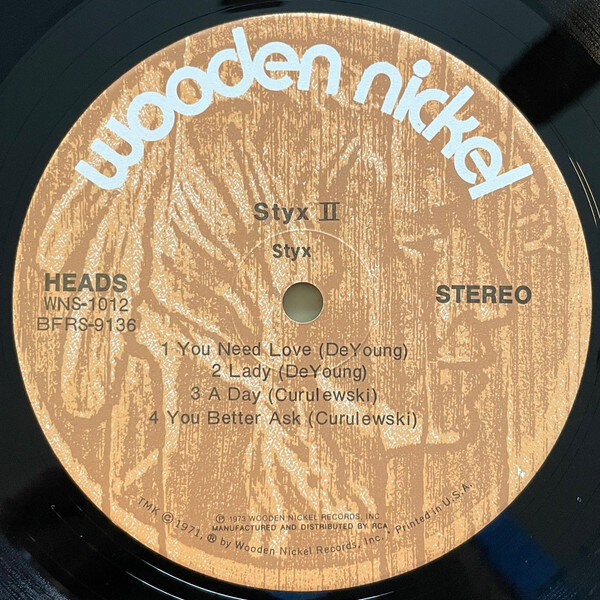 wooden nickel
Styx II
Styx
HEADS
WNS-1012
BFRS-9136
STEREO
1 You Need Love (DeYoung)
2 Lady (DeYoung)
3 A Day (Curulewski)
4 You Better Ask (Curulewski)
℗ 1973 WOODEN NICKEL RECORDS, INC.
MANUFACTURED AND DISTRIBUTED BY RCA
TMK © 1971, ® by Wooden Nickel Records, Inc. • Printed in U.S.A.